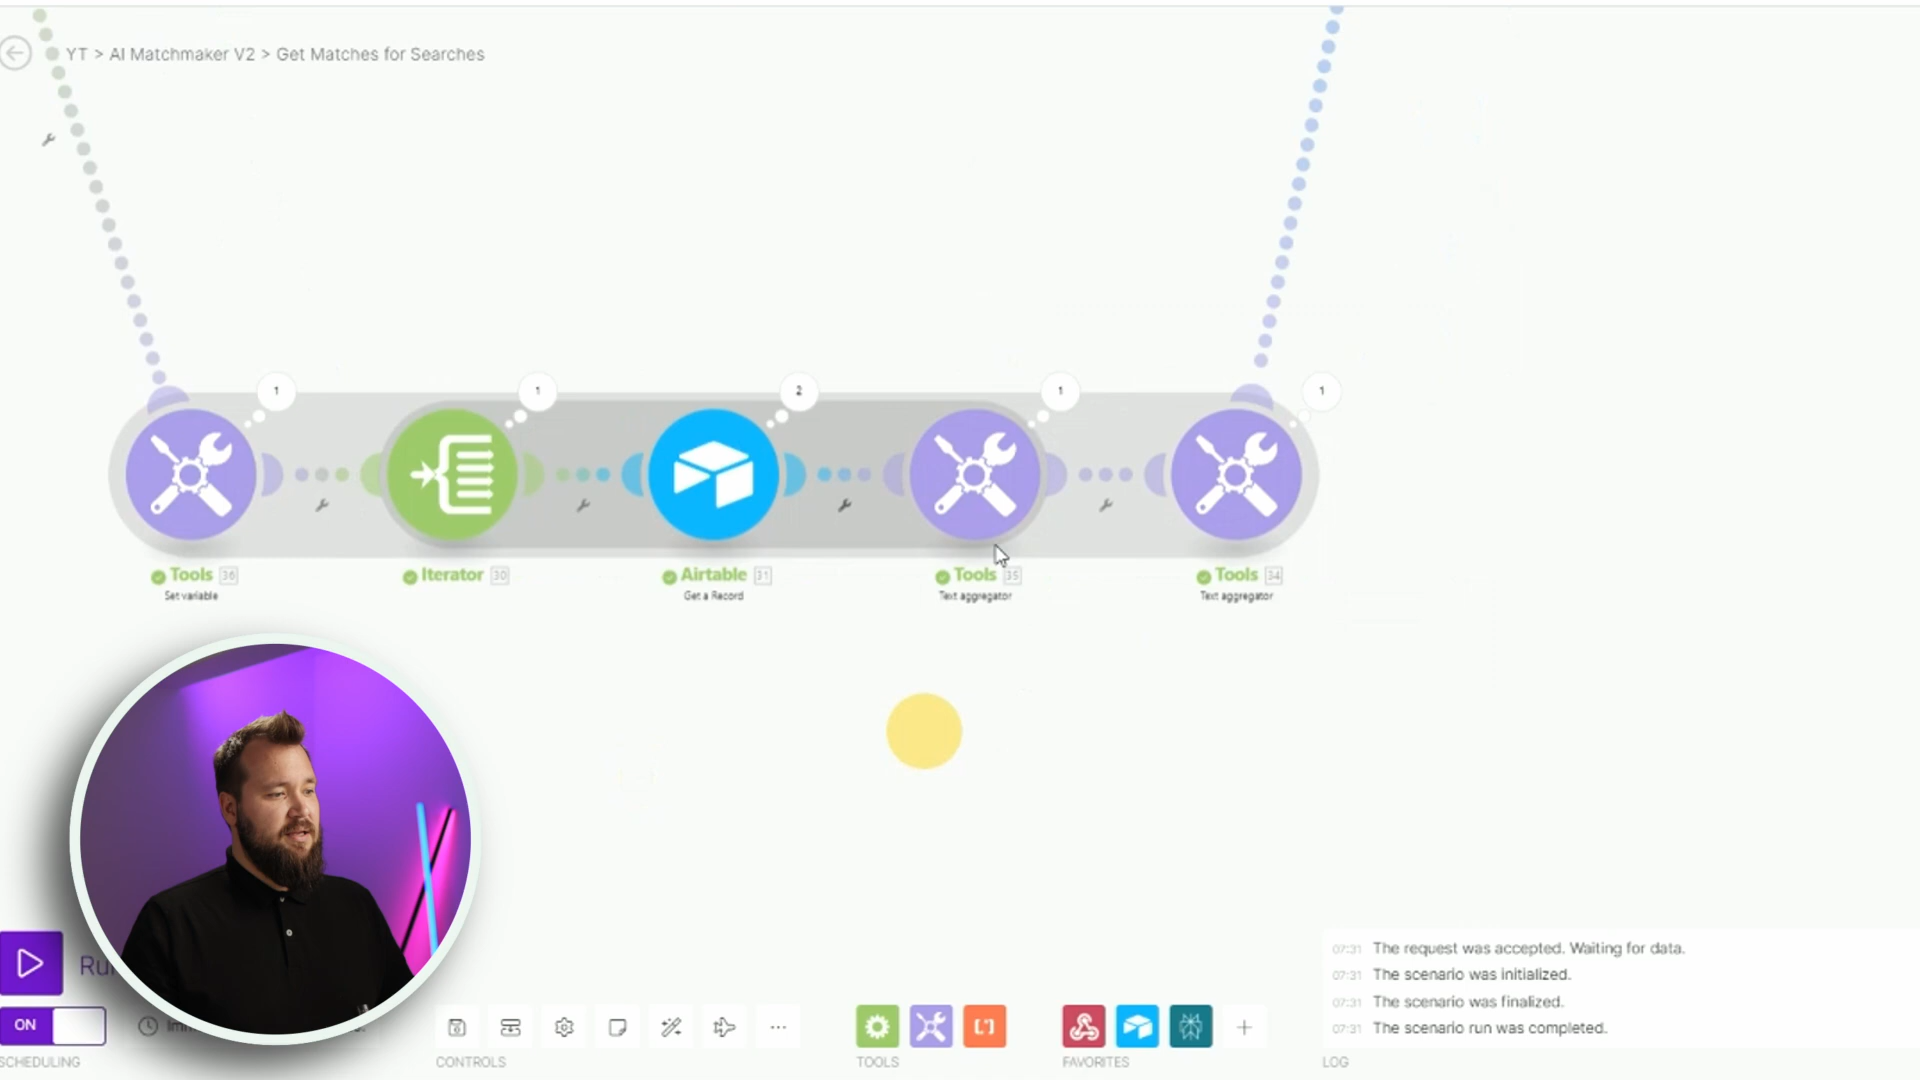 YT > AI Matchmaker V2 > Get Matches for Searches
1
1
2
1
1
Tools 36
Set variable
Iterator 30
Airtable 31
Get a Record
Tools 35
Text aggregator
Tools 34
Text aggregator
ON
SCHEDULING
CONTROLS
TOOLS
FAVORITES
07:31 The request was accepted. Waiting for data.
07:31 The scenario was initialized.
07:31 The scenario was finalized.
07:31 The scenario run was completed.
LOG